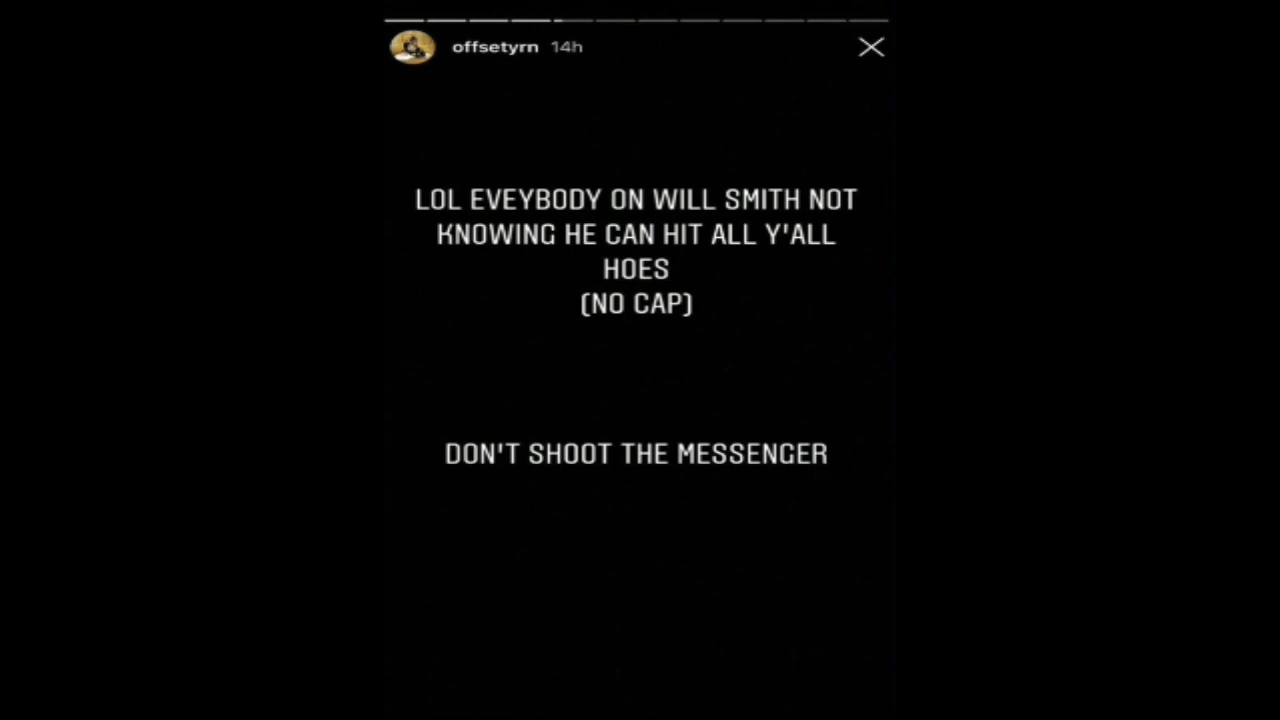 offsetyrn 14h
LOL EVEYBODY ON WILL SMITH NOT
KNOWING HE CAN HIT ALL Y'ALL
HOES
(NO CAP)
DON'T SHOOT THE MESSENGER